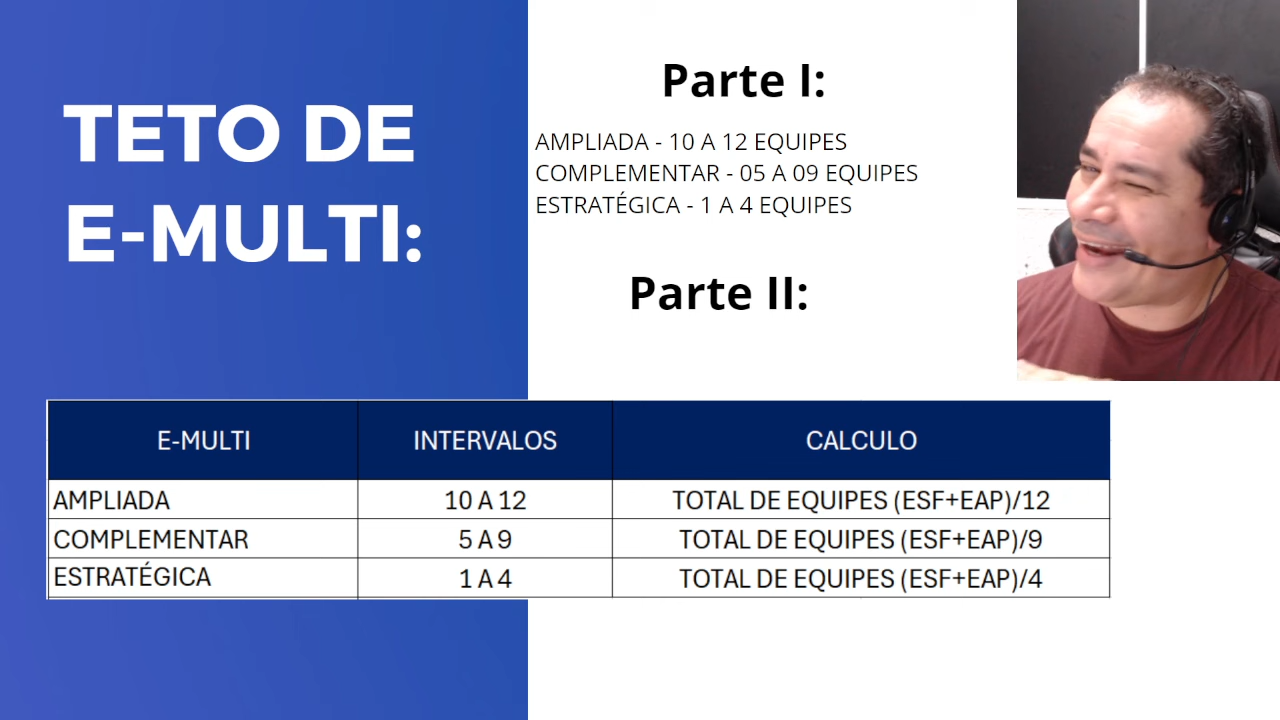 TETO DE
E-MULTI:
Parte I:
AMPLIADA - 10 A 12 EQUIPES
COMPLEMENTAR - 05 A 09 EQUIPES
ESTRATÉGICA - 1 A 4 EQUIPES
Parte II:
E-MULTI INTERVALOS CALCULO
AMPLIADA 10 A 12 TOTAL DE EQUIPES (ESF+EAP)/12
COMPLEMENTAR 5 A 9 TOTAL DE EQUIPES (ESF+EAP)/9
ESTRATÉGICA 1 A 4 TOTAL DE EQUIPES (ESF+EAP)/4